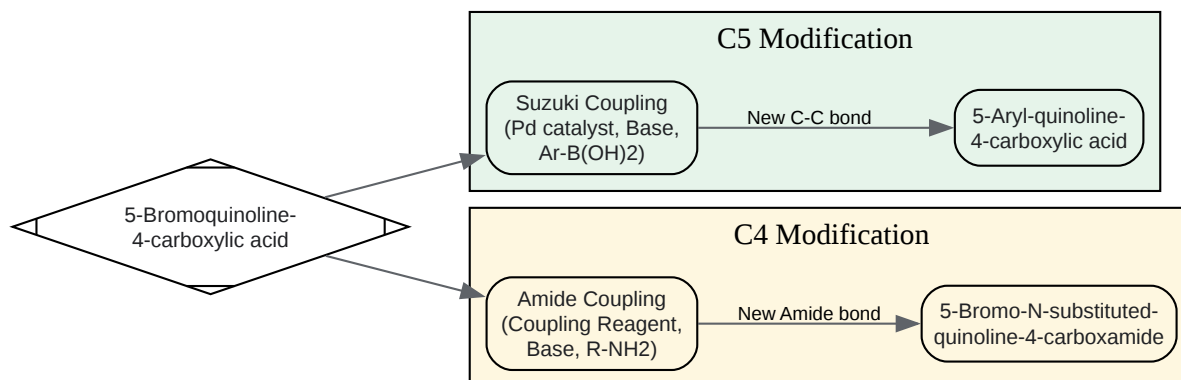 C5 Modification
Suzuki Coupling
(Pd catalyst, Base,
Ar-B(OH)2)
New C-C bond
5-Aryl-quinoline-
4-carboxylic acid
5-Bromoquinoline-
4-carboxylic acid
C4 Modification
Amide Coupling
(Coupling Reagent,
Base, R-NH2)
New Amide bond
5-Bromo-N-substituted-
quinoline-4-carboxamide